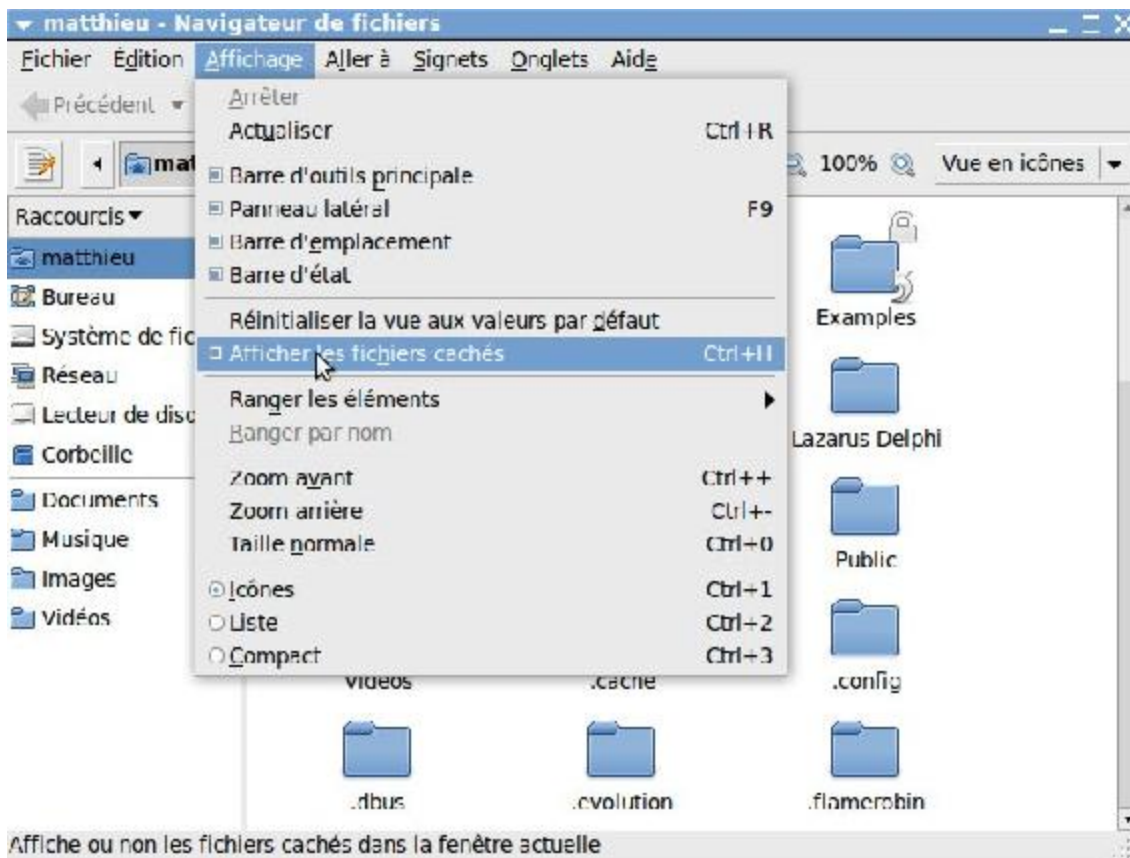 matthieu - Navigateur de fichiers
Fichier Édition Affichage Aller à Signets Onglets Aide
Précédent
Arrêter
Actualiser Ctrl+R
mat
100% Vue en icônes
Barre d'outils principale
Panneau latéral F9
Barre d'emplacement
Barre d'état
Réinitialiser la vue aux valeurs par défaut
Afficher les fichiers cachés Ctrl+H
Ranger les éléments
Ranger par nom
Zoom avant Ctrl++
Zoom arrière Ctrl+-
Taille normale Ctrl+0
Icônes Ctrl+1
Liste Ctrl+2
Compact Ctrl+3
Raccourcis
matthieu
Bureau
Système de fic
Réseau
Lecteur de disq
Corbeille
Documents
Musique
Images
Vidéos
Examples
Lazarus Delphi
Public
Vidéos .cache .config
.dbus .evolution .flamerobin
Affiche ou non les fichiers cachés dans la fenêtre actuelle